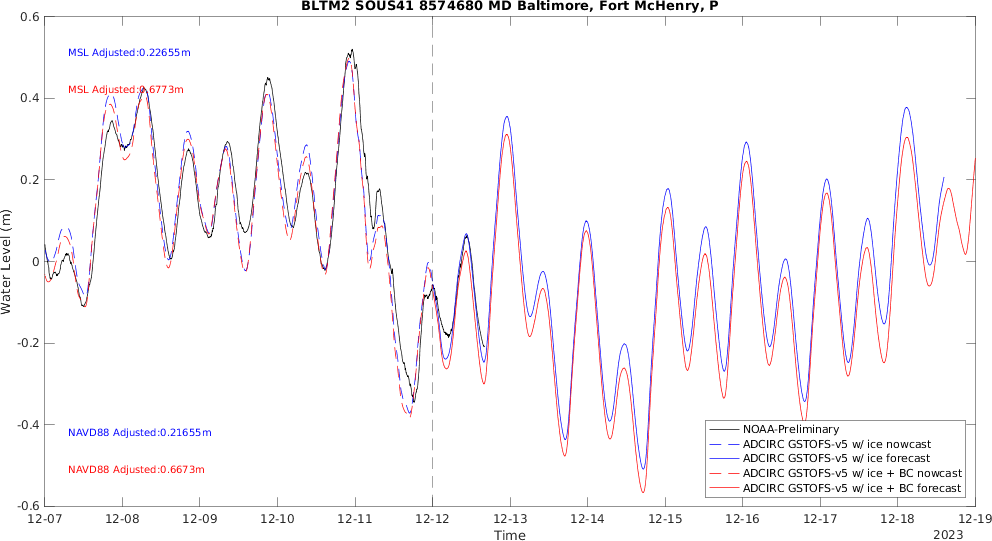 BLTM2 SOUS41 8574680 MD Baltimore, Fort McHenry, P
0.6
MSL Adjusted:0.22655m
MSL Adjusted:0.6773m
0.4
0.2
0
-0.2
-0.4
-0.6
Water Level (m)
NAVD88 Adjusted:0.21655m
NAVD88 Adjusted:0.6673m
NOAA-Preliminary
ADCIRC GSTOFS-v5 w/ ice nowcast
ADCIRC GSTOFS-v5 w/ ice forecast
ADCIRC GSTOFS-v5 w/ ice + BC nowcast
ADCIRC GSTOFS-v5 w/ ice + BC forecast
12-07 12-08 12-09 12-10 12-11 12-12 12-13 12-14 12-15 12-16 12-17 12-18 12-19
Time
2023